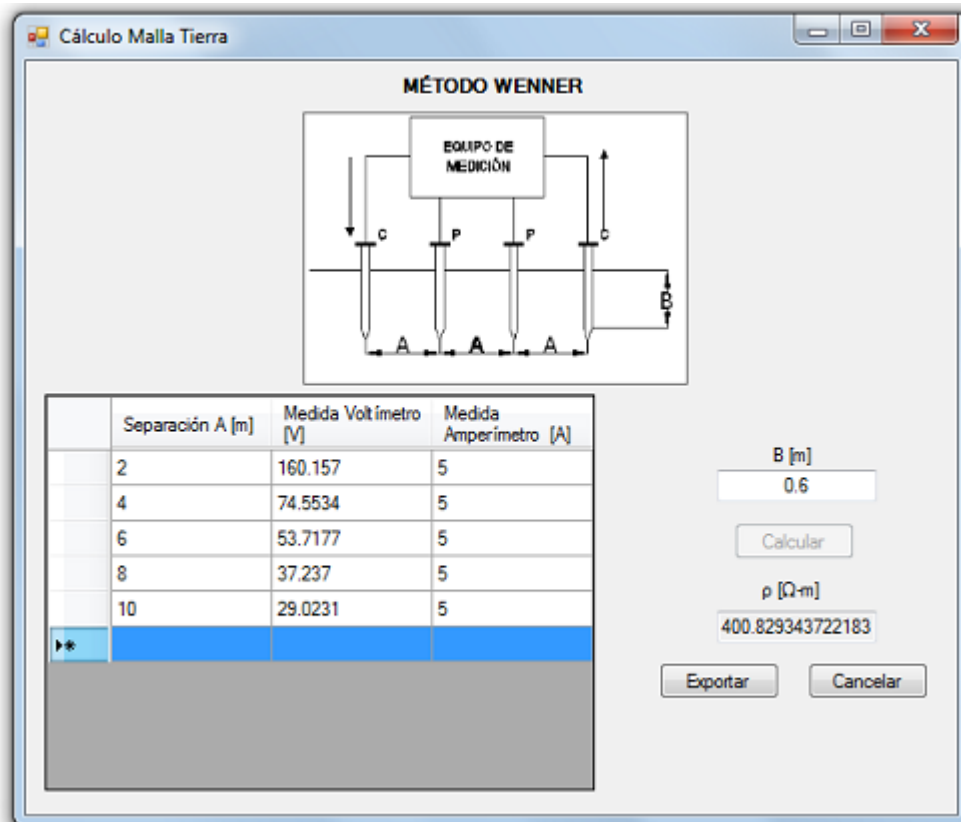 Cálculo Malla Tierra
MÉTODO WENNER
EQUIPO DE
MEDICIÓN
C P P C
B
A A A
Separación A [m] Medida Voltímetro [V] Medida Amperímetro [A]
2 160.157 5
4 74.5534 5
6 53.7177 5
8 37.237 5
10 29.0231 5
B [m]
0.6
Calcular
ρ [Ω-m]
400.829343722183
Exportar Cancelar